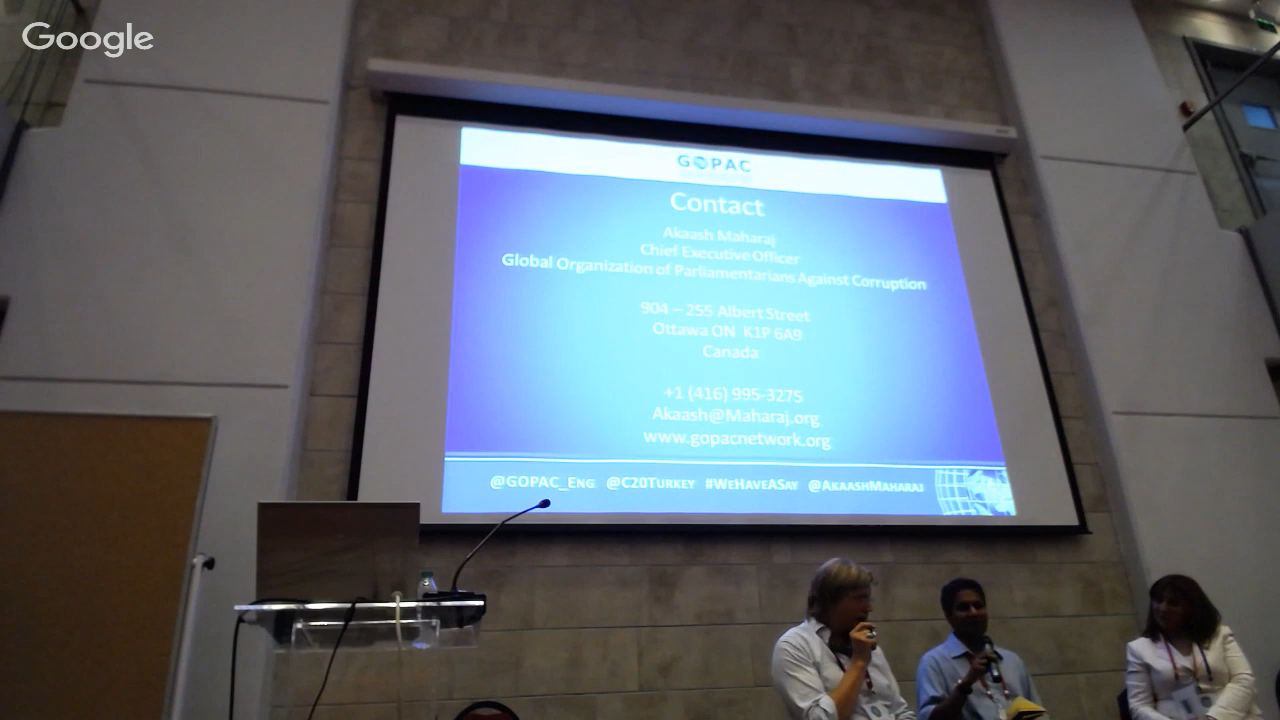 Google
GOPAC
Contact
Akaash Maharaj
Chief Executive Officer
Global Organization of Parliamentarians Against Corruption
904 – 255 Albert Street
Ottawa ON K1P 6A9
Canada
+1 (416) 995-3275
Akaash@Maharaj.org
www.gopacnetwork.org
@GOPAC_Eng @C20Turkey #WeHaveASay @AkaashMaharaj